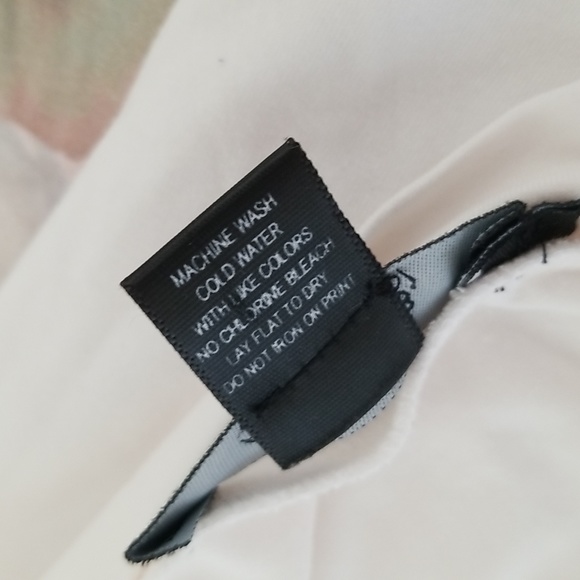 MACHINE WASH
COLD WATER
WITH LIKE COLORS
NO CHLORINE BLEACH
LAY FLAT TO DRY
DO NOT IRON ON PRINT